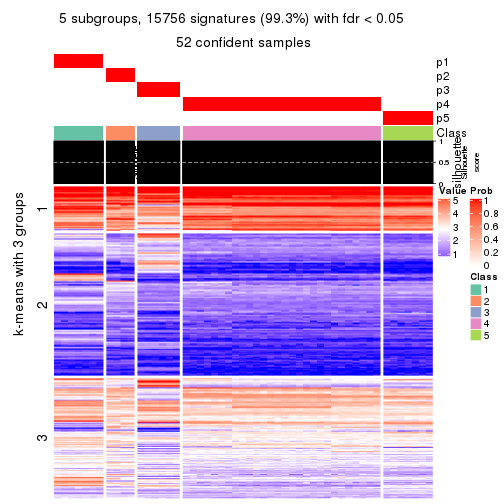 5 subgroups, 15756 signatures (99.3%) with fdr < 0.05
52 confident samples
p1
p2
p3
p4
p5
Class
1
0.5
0
silhouette
Silhouette
score
k-means with 3 groups
1
2
3
Value
5
4
3
2
1
Prob
1
0.8
0.6
0.4
0.2
0
Class
1
2
3
4
5